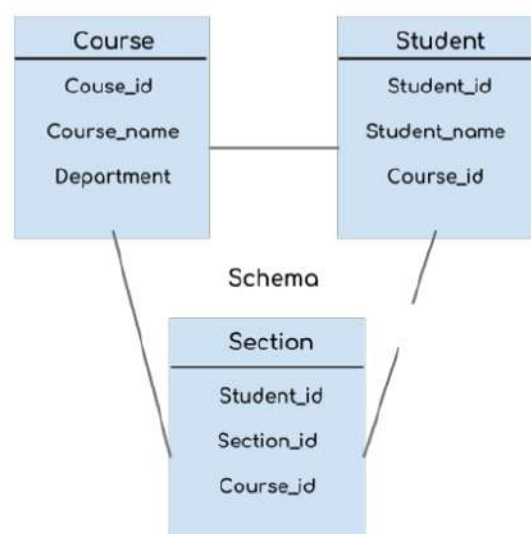 Course
Couse_id
Course_name
Department
Student
Student_id
Student_name
Course_id
Schema
Section
Student_id
Section_id
Course_id